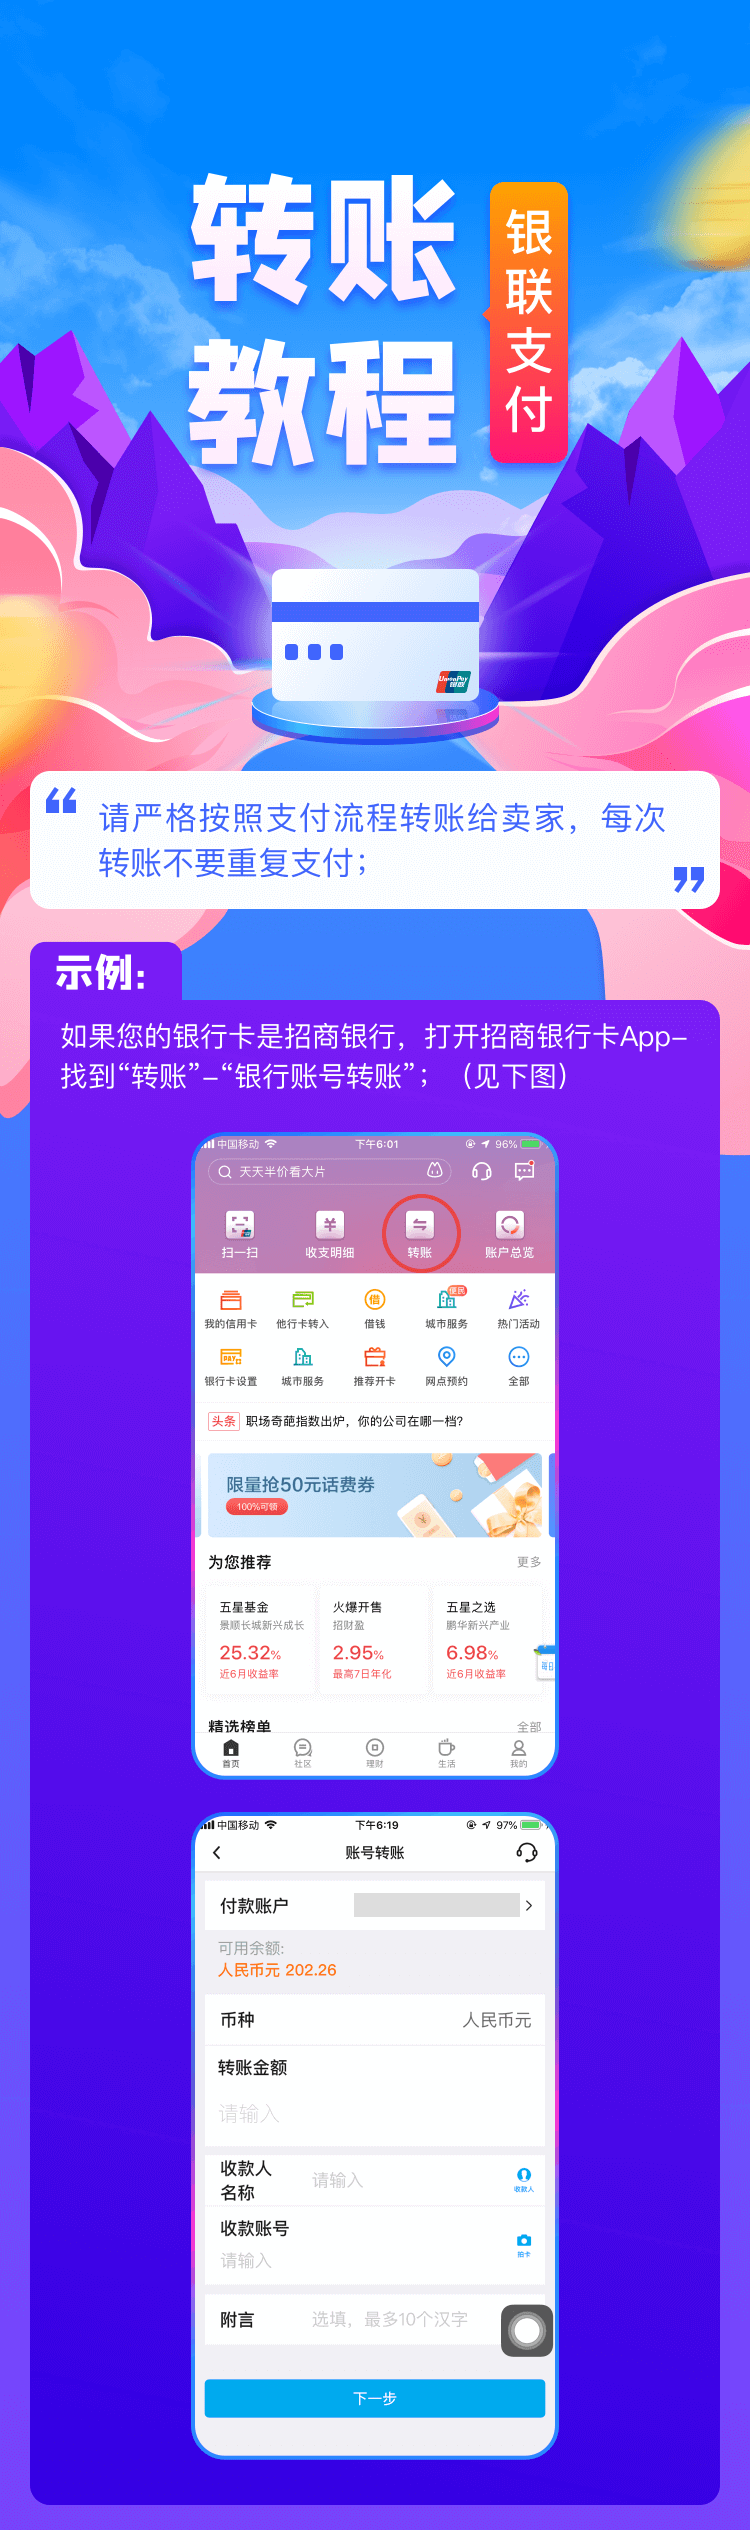 转账
教程
银联支付
UnionPay
银联
请严格按照支付流程转账给卖家，每次
转账不要重复支付；
示例：
如果您的银行卡是招商银行，打开招商银行卡App-
找到“转账”-“银行账号转账”；（见下图）
中国移动 下午6:01 96%
天天半价看大片
扫一扫 收支明细 转账 账户总览
便民
我的信用卡 他行卡转入 借钱 城市服务 热门活动
银行卡设置 城市服务 推荐开卡 网点预约 全部
头条 职场奇葩指数出炉，你的公司在哪一档?
限量抢50元话费券
100%可领
为您推荐 更多
五星基金 火爆开售 五星之选
景顺长城新兴成长 招财盈 鹏华新兴产业
25.32% 2.95% 6.98%
近6月收益率 最高7日年化 近6月收益率
每日
精选榜单 全部
首页 社区 理财 生活 我的
中国移动 下午6:19 97%
账号转账
付款账户
可用余额:
人民币元 202.26
币种 人民币元
转账金额
请输入
收款人
名称 请输入 收款人
收款账号
请输入 拍卡
附言 选填，最多10个汉字
下一步